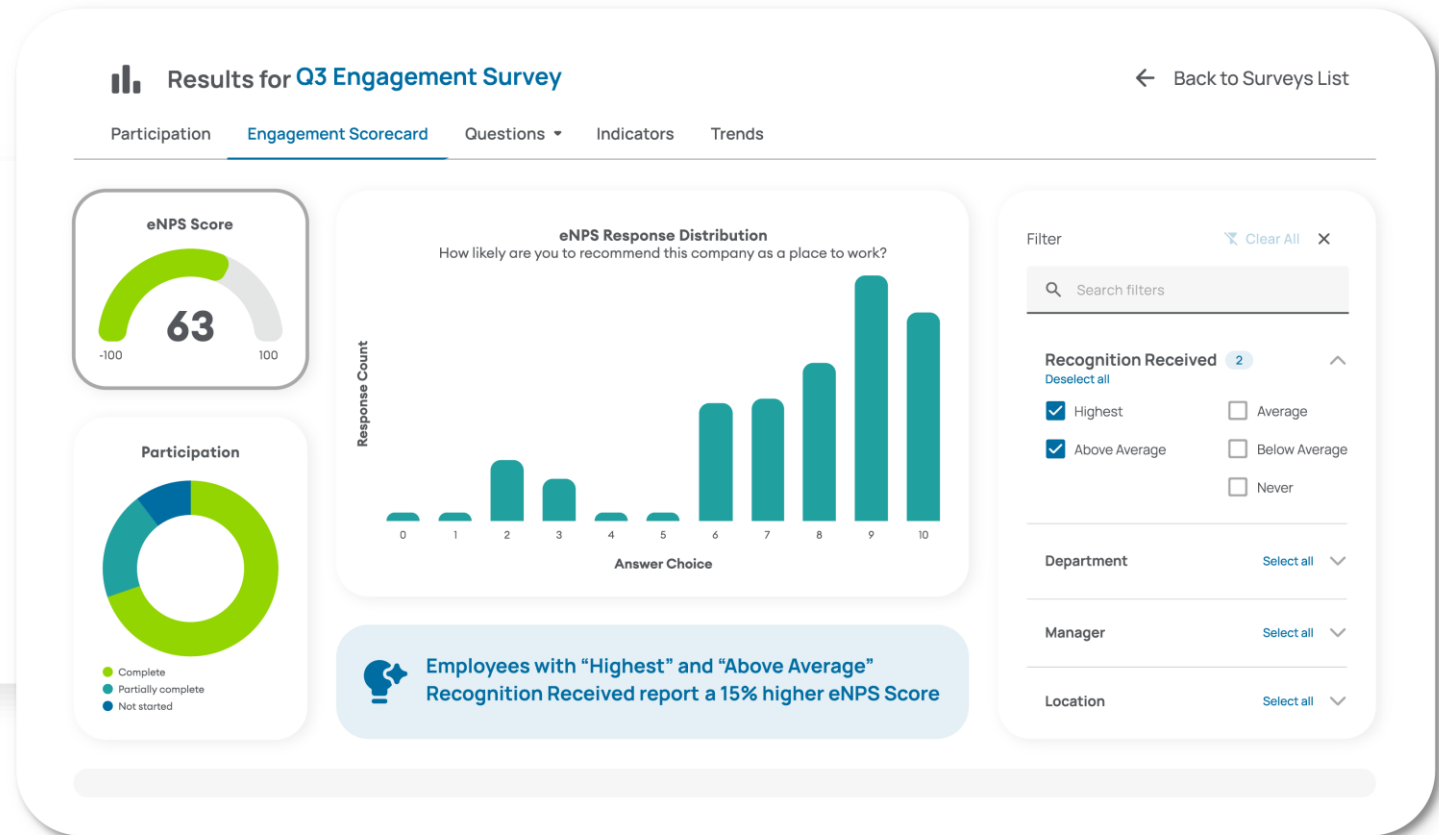 Results for Q3 Engagement Survey
Back to Surveys List
Participation
Engagement Scorecard
Questions
Indicators
Trends
eNPS Score
63
-100
100
Participation
Complete
Partially complete
Not started
eNPS Response Distribution
How likely are you to recommend this company as a place to work?
Response Count
0 1 2 3 4 5 6 7 8 9 10
Answer Choice
Employees with “Highest” and “Above Average”
Recognition Received report a 15% higher eNPS Score
Filter
Clear All
Search filters
Recognition Received 2
Deselect all
Highest
Average
Above Average
Below Average
Never
Department
Select all
Manager
Select all
Location
Select all